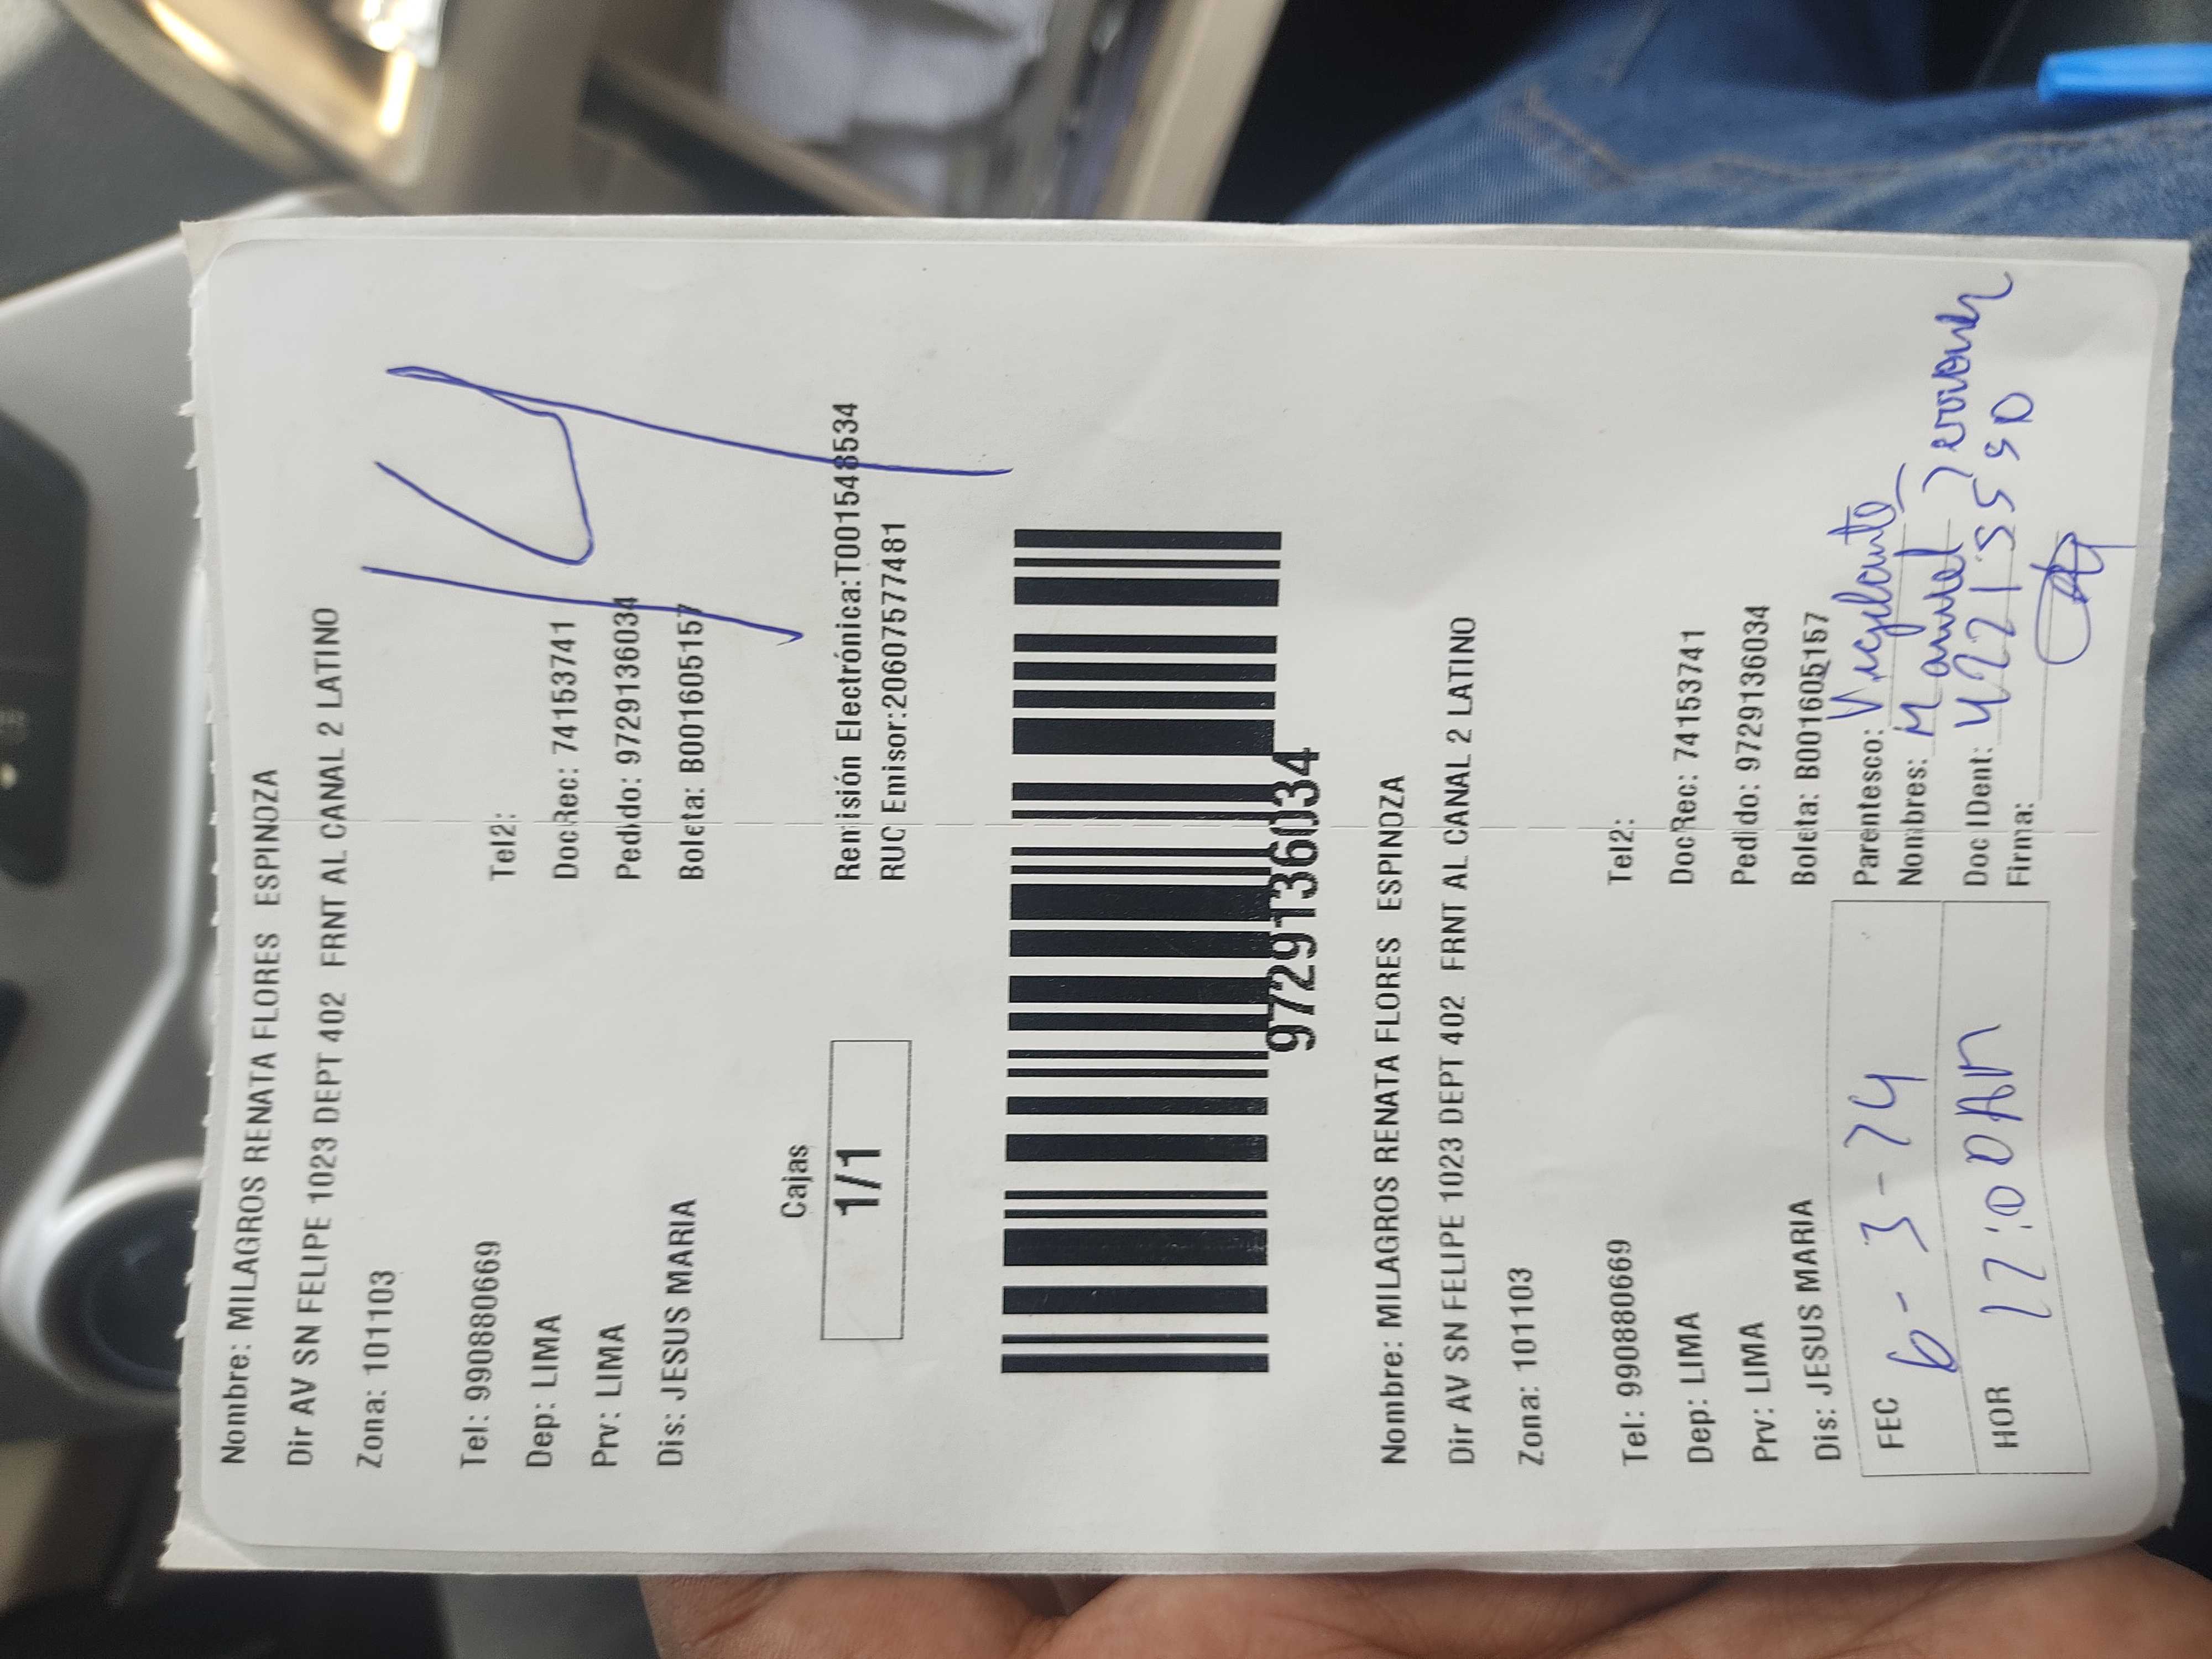 Nombre: MILAGROS RENATA FLORES ESPINOZA
Dir AV SN FELIPE 1023 DEPT 402 FRNT AL CANAL 2 LATINO
Zona: 101103
14
Tel: 990880669 Tel2:
Dep: LIMA DocRec: 74153741
Prv: LIMA Pedido: 9729136034
Dis: JESUS MARIA Boleta: B001605157
Cajas
1/1
Remisión Electrónica:T001548534
RUC Emisor:20607577481
9729136034
Nombre: MILAGROS RENATA FLORES ESPINOZA
Dir AV SN FELIPE 1023 DEPT 402 FRNT AL CANAL 2 LATINO
Zona: 101103
Tel: 990880669 Tel2:
Dep: LIMA DocRec: 74153741
Prv: LIMA Pedido: 9729136034
Dis: JESUS MARIA Boleta: B001605157
FEC 6-3-24
HOR 12:00AM
Parentesco: Vigilante
Nombres: Manuel
Doc IDent: 42215590
Firma: